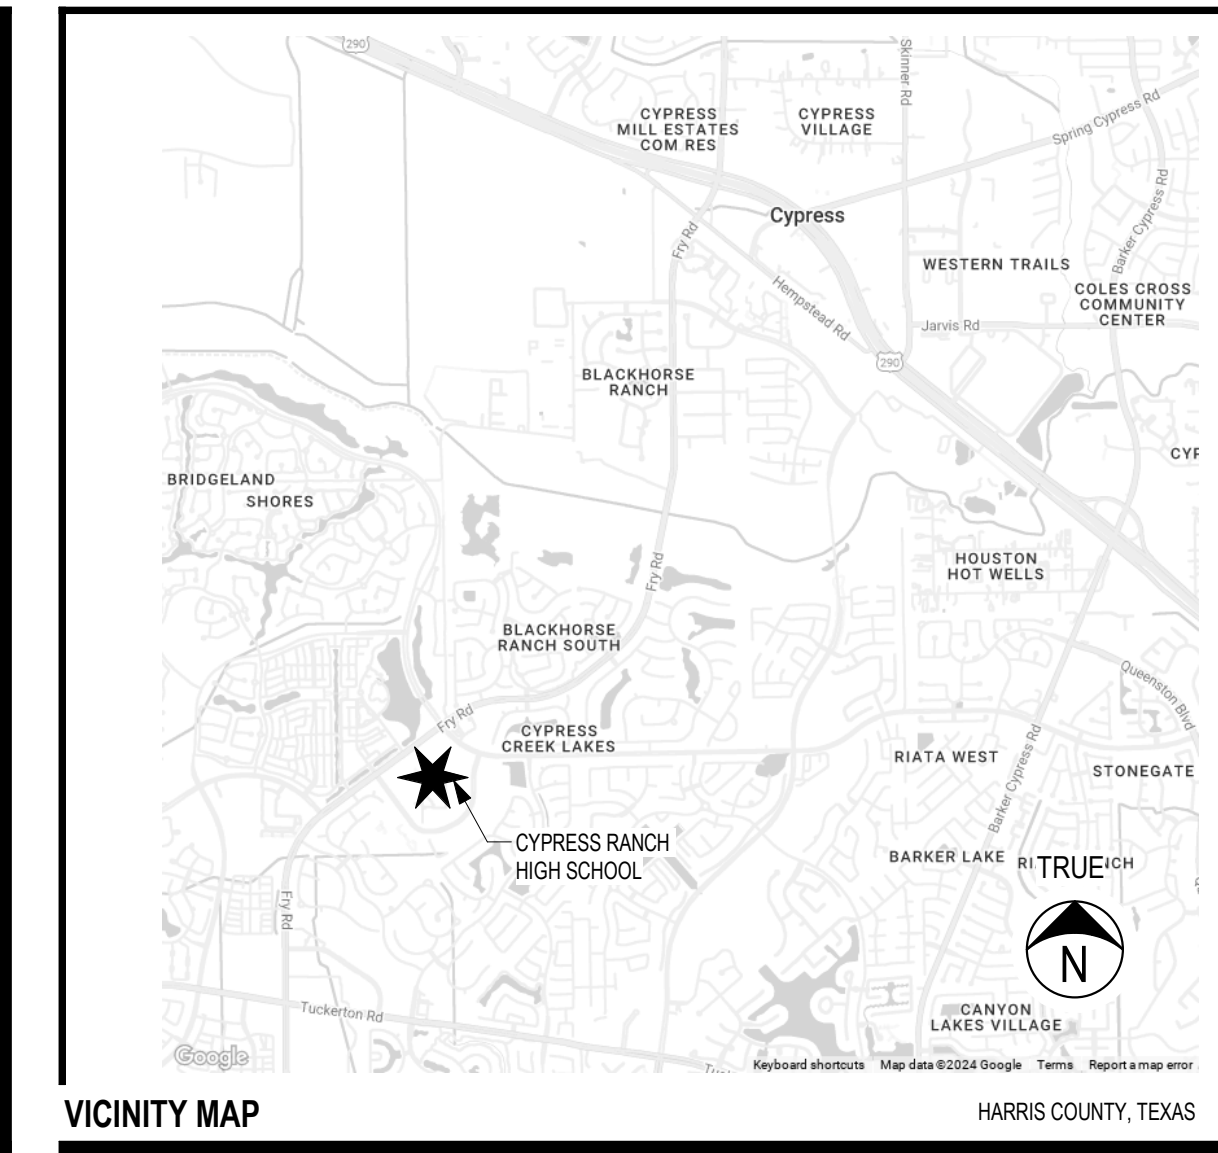 290
Skinner Rd
CYPRESS
MILL ESTATES
COM RES
CYPRESS
VILLAGE
Spring Cypress Rd
Barker Cypress Rd
Cypress
Fry Rd
WESTERN TRAILS
COLES CROSS
COMMUNITY
CENTER
Hempstead Rd
Jarvis Rd
290
BLACKHORSE
RANCH
BRIDGELAND
SHORES
HOUSTON
HOT WELLS
Fry Rd
BLACKHORSE
RANCH SOUTH
Queenston Blvd
Fry Rd
CYPRESS
CREEK LAKES
RIATA WEST
Barker Cypress Rd
STONEGATE
CYPRESS RANCH
HIGH SCHOOL
BARKER LAKE
TRUE
N
Fry Rd
Tuckerton Rd
CANYON
LAKES VILLAGE
Google
Keyboard shortcuts Map data ©2024 Google Terms Report a map error
VICINITY MAP
HARRIS COUNTY, TEXAS